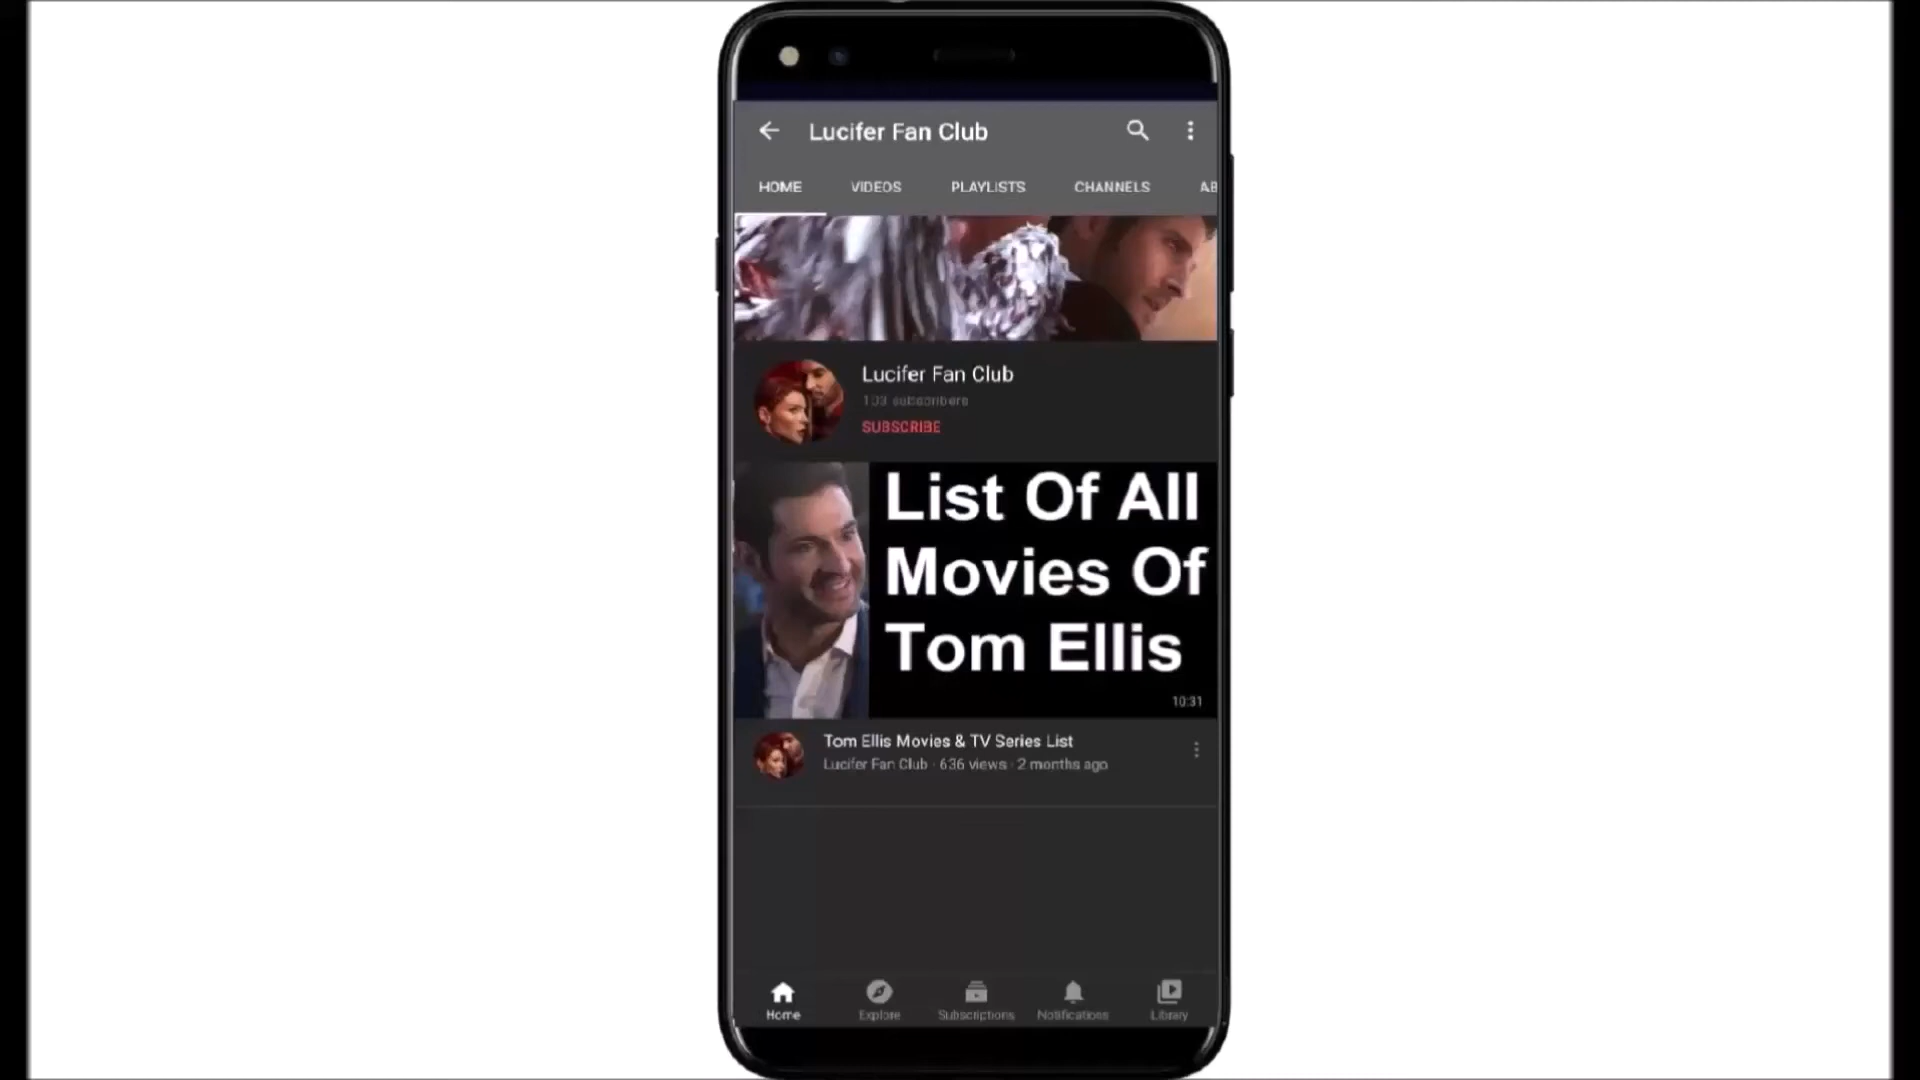 Lucifer Fan Club
HOME VIDEOS PLAYLISTS CHANNELS AB
Lucifer Fan Club
103 subscribers
SUBSCRIBE
List Of All
Movies Of
Tom Ellis
10:31
Tom Ellis Movies & TV Series List
Lucifer Fan Club · 636 views · 2 months ago
Home Explore Subscriptions Notifications Library